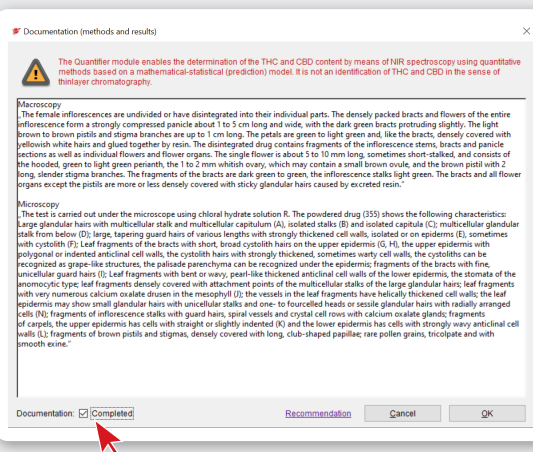 Documentation (methods and results)
The Quantifier module enables the determination of the THC and CBD content by means of NIR spectroscopy using quantitative
methods based on a mathematical-statistical (prediction) model. It is not an identification of THC and CBD in the sense of
thinlayer chromatography.
Macroscopy
„The female inflorescences are undivided or have disintegrated into their individual parts. The densely packed bracts and flowers of the entire
inflorescence form a strongly compressed panicle about 1 to 5 cm long and wide, with the dark green bracts protruding slightly. The light
brown to brown pistils and stigma branches are up to 1 cm long. The petals are green to light green and, like the bracts, densely covered with
yellowish white hairs and glued together by resin. The disintegrated drug contains fragments of the inflorescence stems, bracts and panicle
sections as well as individual flowers and flower organs. The single flower is about 5 to 10 mm long, sometimes short-stalked, and consists of
the hooded, green to light green perianth, the 1 to 2 mm whitish ovary, which may contain a small brown ovule, and the brown pistil with 2
long, slender stigma branches. The fragments of the bracts are dark green to green, the inflorescence stalks light green. The bracts and all flower
organs except the pistils are more or less densely covered with sticky glandular hairs caused by excreted resin.“
Microscopy
„The test is carried out under the microscope using chloral hydrate solution R. The powdered drug (355) shows the following characteristics:
Large glandular hairs with multicellular stalk and multicellular capitulum (A), isolated stalks (B) and isolated capitula (C); multicellular glandular
stalk from below (D); large, tapering guard hairs of various lengths with strongly thickened cell walls, isolated or on epidermis (E), sometimes
with cystolith (F); Leaf fragments of the bracts with short, broad cystolith hairs on the upper epidermis (G, H), the upper epidermis with
polygonal or indented anticlinal cell walls, the cystolith hairs with strongly thickened, sometimes warty cell walls, the cystoliths can be
recognized as grape-like structures, the palisade parenchyma can be recognized under the epidermis; fragments of the bracts with fine,
unicellular guard hairs (I); Leaf fragments with bent or wavy, pearl-like thickened anticlinal cell walls of the lower epidermis, the stomata of the
anomocytic type; leaf fragments densely covered with attachment points of the multicellular stalks of the large glandular hairs; leaf fragments
with very numerous calcium oxalate drusen in the mesophyll (J); the vessels in the leaf fragments have helically thickened cell walls; the leaf
epidermis may show small glandular hairs with unicellular stalks and one- to fourcelled heads or sessile glandular hairs with radially arranged
cells (N); fragments of inflorescence stalks with guard hairs, spiral vessels and crystal cell rows with calcium oxalate glands; fragments
of carpels, the upper epidermis has cells with straight or slightly indented (K) and the lower epidermis has cells with strongly wavy anticlinal cell
walls (L); fragments of brown pistils and stigmas, densely covered with long, club-shaped papillae; rare pollen grains, tricolpate and with
smooth exine.“
Documentation: Completed Recommendation Cancel OK